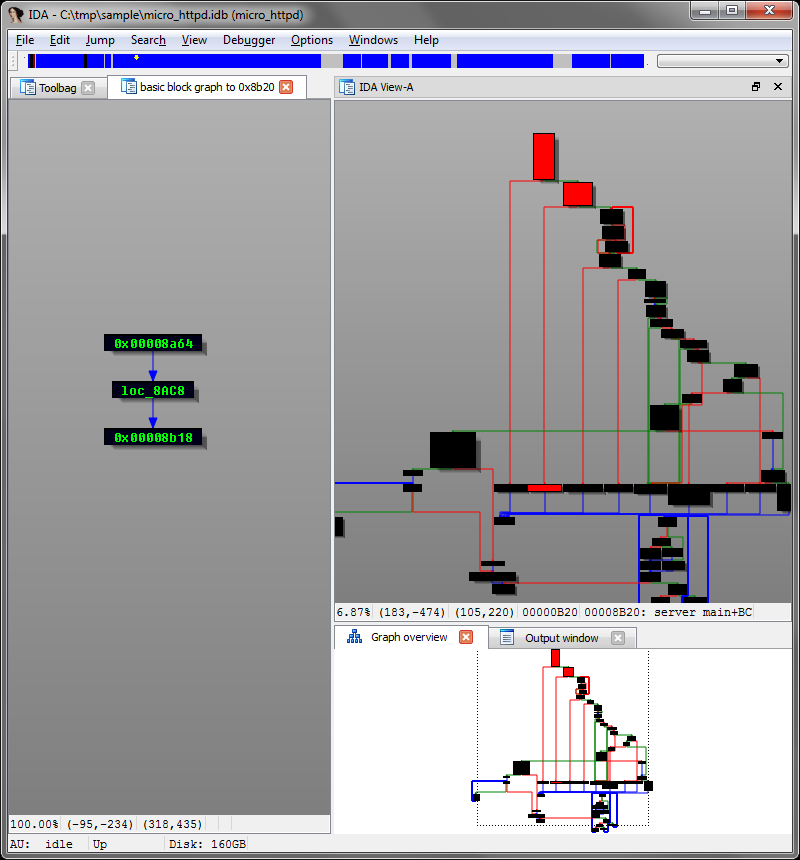 IDA - C:\tmp\sample\micro_httpd.idb (micro_httpd)
File Edit Jump Search View Debugger Options Windows Help
Toolbag basic block graph to 0x8b20 IDA View-A
0x00008a64
loc_8AC8
0x00008b18
6.87% (183,-474) (105,220) 00000B20 00008B20: server_main+BC
Graph overview Output window
100.00% (-95,-234) (318,435)
AU: idle Up Disk: 160GB